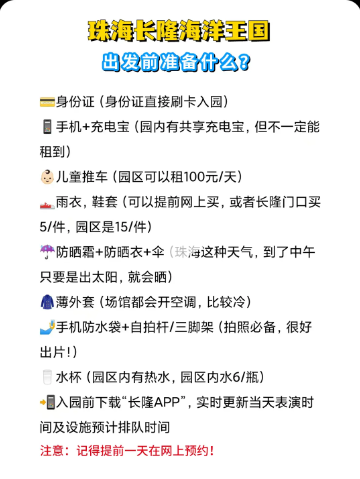 珠海长隆海洋王国
出发前准备什么？
身份证（身份证直接刷卡入园）
手机+充电宝（园内有共享充电宝，但不一定能
租到）
儿童推车（园区可以租100元/天）
雨衣，鞋套（可以提前网上买，或者长隆门口买
5/件，园区是15/件）
防晒霜+防晒衣+伞（珠海这种天气，到了中午
只要是出太阳，就会晒）
薄外套（场馆都会开空调，比较冷）
手机防水袋+自拍杆/三脚架（拍照必备，很好
出片！）
水杯（园区内有热水，园区内水6/瓶）
入园前下载“长隆APP”，实时更新当天表演时
间及设施预计排队时间
注意：记得提前一天在网上预约！